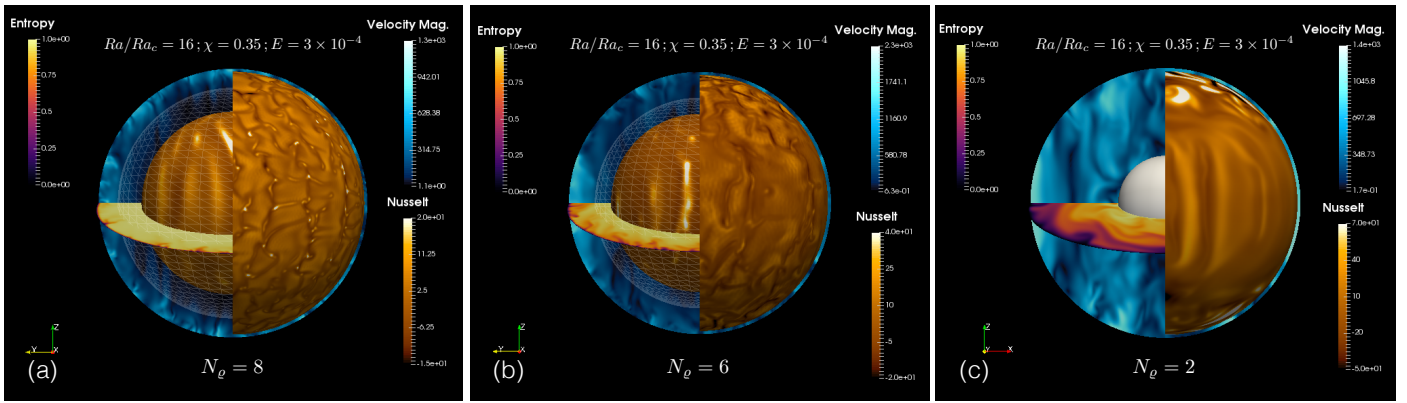 Entropy
1.0e+00
0.75
0.5
0.25
0.0e+00
Ra/Ra_c = 16 ; χ = 0.35 ; E = 3 × 10⁻⁴
Velocity Mag.
1.3e+03
942.01
628.38
314.75
1.1e+00
Nusselt
2.0e+01
11.25
2.5
-6.25
-1.5e+01
Z
Y
X
(a)
N_ϱ = 8
Entropy
1.0e+00
0.75
0.5
0.25
0.0e+00
Ra/Ra_c = 16 ; χ = 0.35 ; E = 3 × 10⁻⁴
Velocity Mag.
2.3e+03
1741.1
1160.9
580.78
6.3e-01
Nusselt
4.0e+01
25
10
-5
-2.0e+01
Z
Y
X
(b)
N_ϱ = 6
Entropy
1.0e+00
0.75
0.5
0.25
0.0e+00
Ra/Ra_c = 16 ; χ = 0.35 ; E = 3 × 10⁻⁴
Velocity Mag.
1.4e+03
1045.8
697.28
348.73
1.7e-01
Nusselt
7.0e+01
40
10
-20
-5.0e+01
Z
Y
X
(c)
N_ϱ = 2